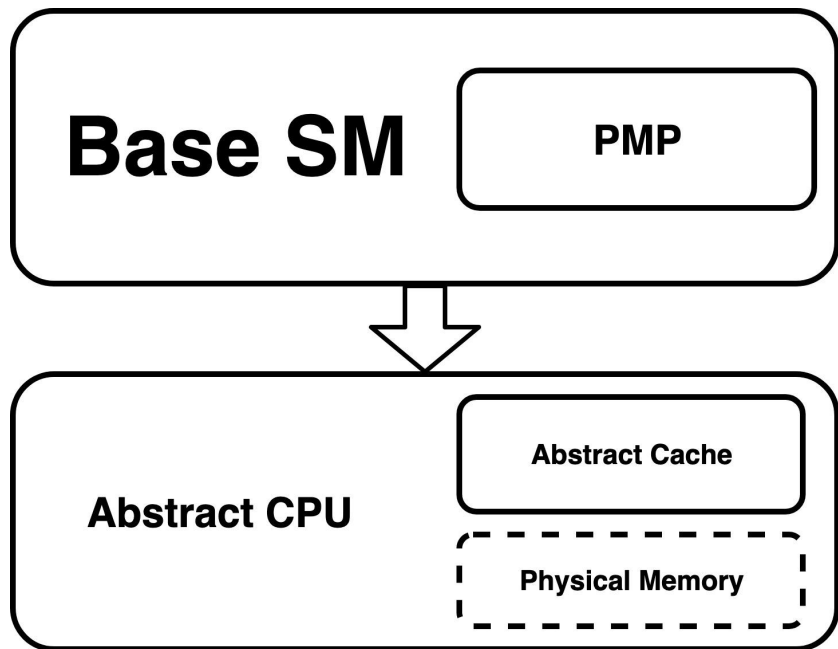 Base SM
PMP
Abstract CPU
Abstract Cache
Physical Memory